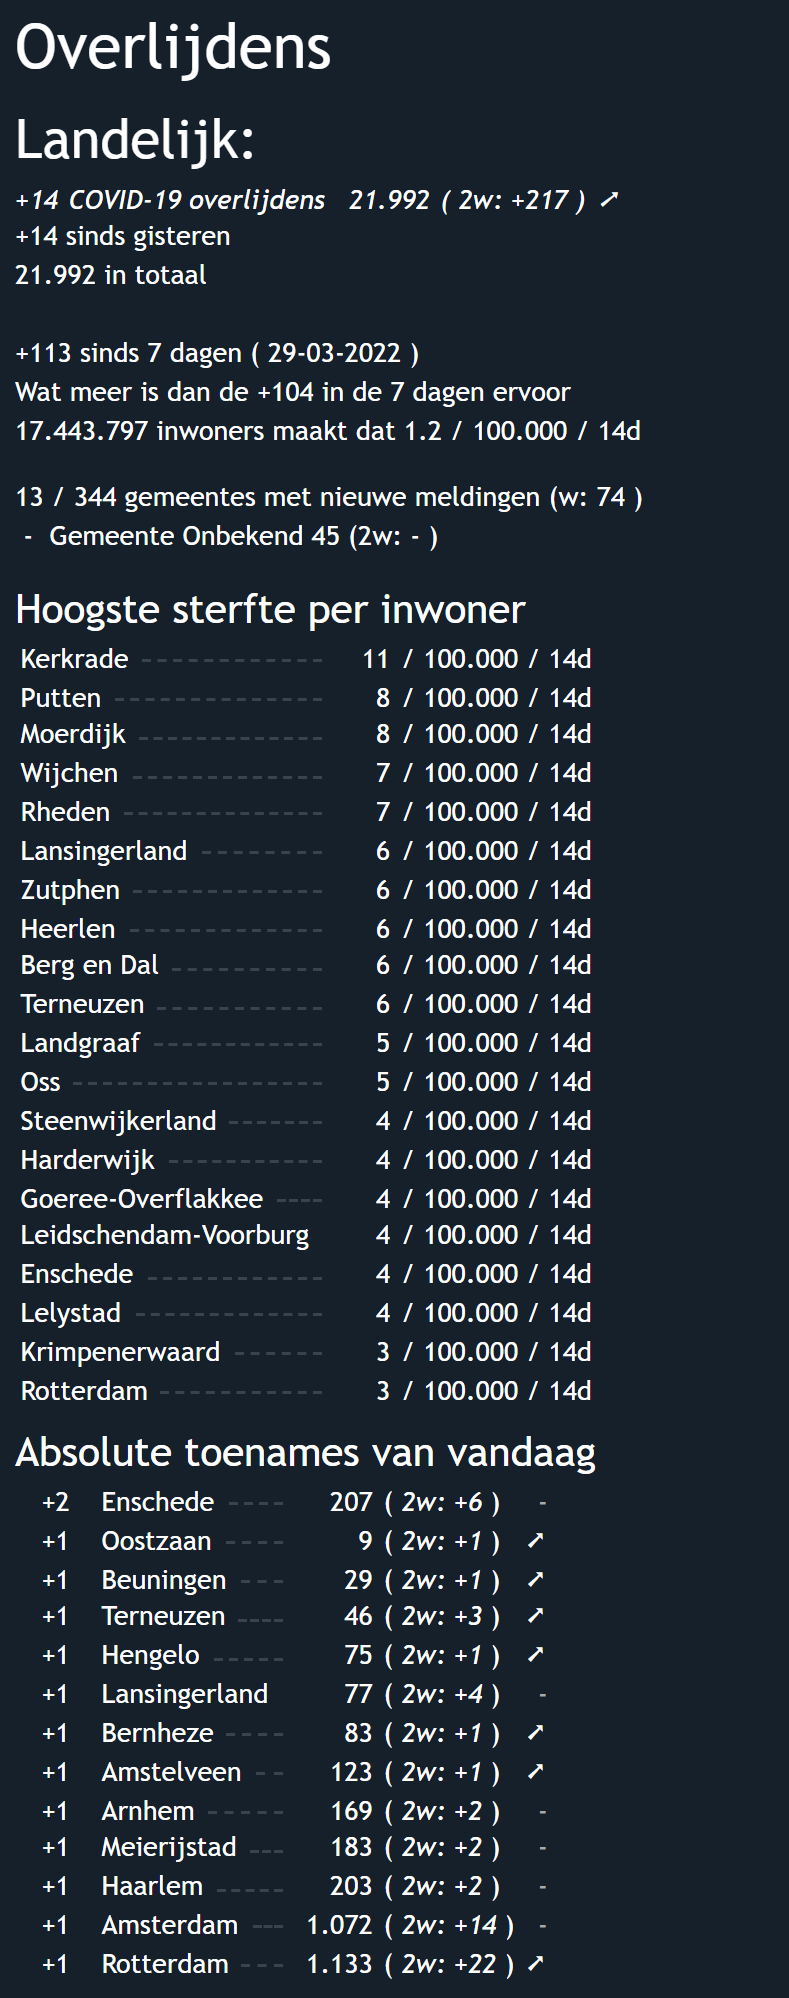 Overlijdens
Landelijk:
+14 COVID-19 overlijdens 21.992 ( 2w: +217 ) ➚
+14 sinds gisteren
21.992 in totaal
+113 sinds 7 dagen ( 29-03-2022 )
Wat meer is dan de +104 in de 7 dagen ervoor
17.443.797 inwoners maakt dat 1.2 / 100.000 / 14d
13 / 344 gemeentes met nieuwe meldingen (w: 74 )
- Gemeente Onbekend 45 (2w: - )
Hoogste sterfte per inwoner
Kerkrade ------------ 11 / 100.000 / 14d
Putten -------------- 8 / 100.000 / 14d
Moerdijk ------------ 8 / 100.000 / 14d
Wijchen ------------- 7 / 100.000 / 14d
Rheden -------------- 7 / 100.000 / 14d
Lansingerland -------- 6 / 100.000 / 14d
Zutphen ------------- 6 / 100.000 / 14d
Heerlen ------------- 6 / 100.000 / 14d
Berg en Dal ---------- 6 / 100.000 / 14d
Terneuzen ----------- 6 / 100.000 / 14d
Landgraaf ----------- 5 / 100.000 / 14d
Oss ----------------- 5 / 100.000 / 14d
Steenwijkerland ------- 4 / 100.000 / 14d
Harderwijk ---------- 4 / 100.000 / 14d
Goeree-Overflakkee ---- 4 / 100.000 / 14d
Leidschendam-Voorburg 4 / 100.000 / 14d
Enschede ------------ 4 / 100.000 / 14d
Lelystad ------------- 4 / 100.000 / 14d
Krimpenerwaard ------ 3 / 100.000 / 14d
Rotterdam ----------- 3 / 100.000 / 14d
Absolute toenames van vandaag
+2 Enschede ---- 207 ( 2w: +6 ) -
+1 Oostzaan ---- 9 ( 2w: +1 ) ➚
+1 Beuningen --- 29 ( 2w: +1 ) ➚
+1 Terneuzen ---- 46 ( 2w: +3 ) ➚
+1 Hengelo ----- 75 ( 2w: +1 ) ➚
+1 Lansingerland 77 ( 2w: +4 ) -
+1 Bernheze ---- 83 ( 2w: +1 ) ➚
+1 Amstelveen -- 123 ( 2w: +1 ) ➚
+1 Arnhem ----- 169 ( 2w: +2 ) -
+1 Meierijstad --- 183 ( 2w: +2 ) -
+1 Haarlem ----- 203 ( 2w: +2 ) -
+1 Amsterdam --- 1.072 ( 2w: +14 ) -
+1 Rotterdam --- 1.133 ( 2w: +22 ) ➚